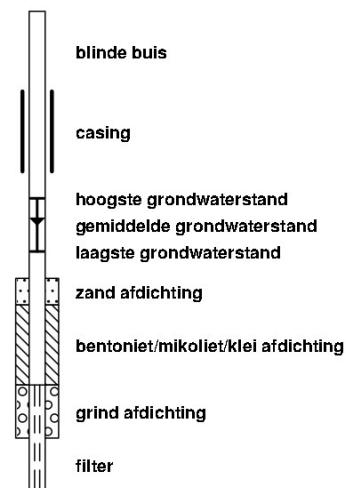 blinde buis
casing
hoogste grondwaterstand
gemiddelde grondwaterstand
laagste grondwaterstand
zand afdichting
bentoniet/mikoliet/klei afdichting
grind afdichting
filter